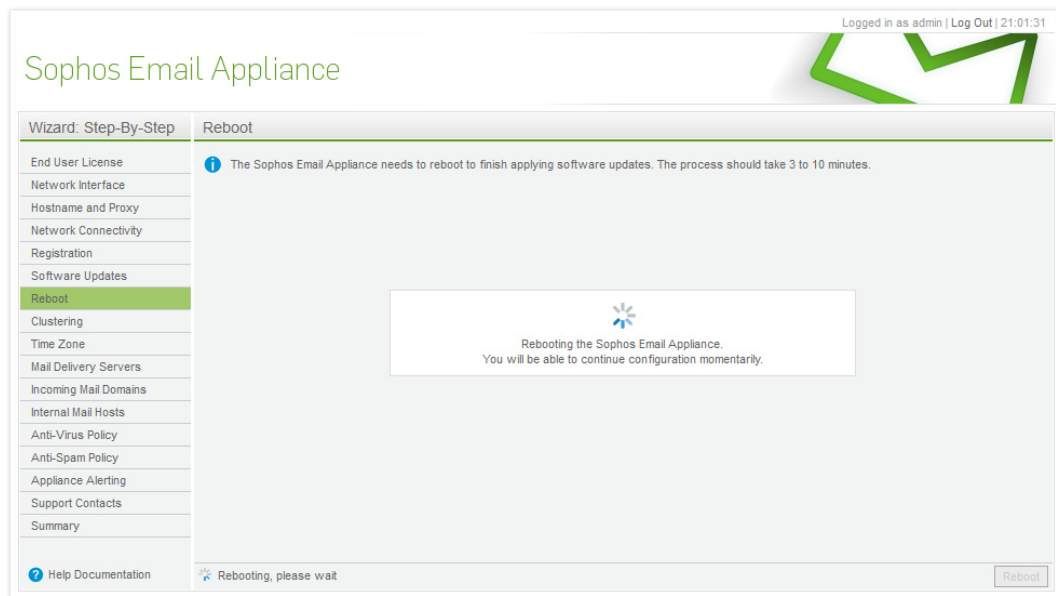 Logged in as admin | Log Out | 21:01:31
Sophos Email Appliance
Wizard: Step-By-Step
Reboot
End User License
Network Interface
Hostname and Proxy
Network Connectivity
Registration
Software Updates
Reboot
Clustering
Time Zone
Mail Delivery Servers
Incoming Mail Domains
Internal Mail Hosts
Anti-Virus Policy
Anti-Spam Policy
Appliance Alerting
Support Contacts
Summary
Help Documentation
The Sophos Email Appliance needs to reboot to finish applying software updates. The process should take 3 to 10 minutes.
Rebooting the Sophos Email Appliance.
You will be able to continue configuration momentarily.
Rebooting, please wait
Reboot